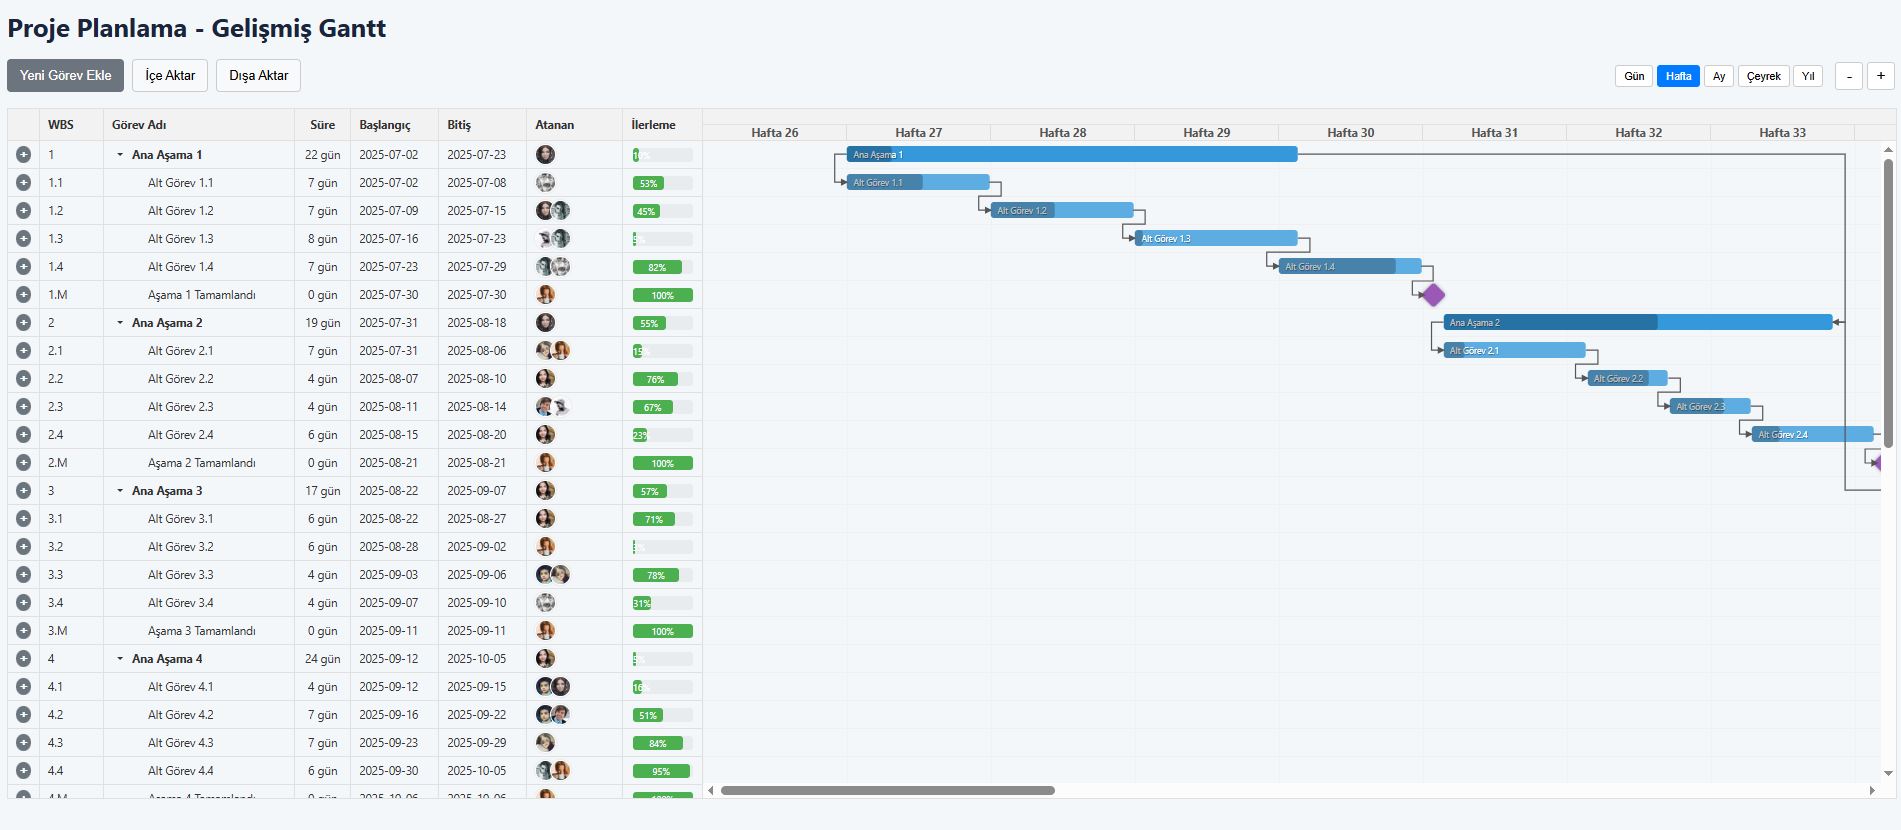 Proje Planlama - Gelişmiş Gantt
Yeni Görev Ekle İçe Aktar Dışa Aktar Gün Hafta Ay Çeyrek Yıl - +
WBS Görev Adı Süre Başlangıç Bitiş Atanan İlerleme Hafta 26 Hafta 27 Hafta 28 Hafta 29 Hafta 30 Hafta 31 Hafta 32 Hafta 33
1 Ana Aşama 1 22 gün 2025-07-02 2025-07-23 Ana Aşama 1
1.1 Alt Görev 1.1 7 gün 2025-07-02 2025-07-08 53% Alt Görev 1.1
1.2 Alt Görev 1.2 7 gün 2025-07-09 2025-07-15 45% Alt Görev 1.2
1.3 Alt Görev 1.3 8 gün 2025-07-16 2025-07-23 Alt Görev 1.3
1.4 Alt Görev 1.4 7 gün 2025-07-23 2025-07-29 82% Alt Görev 1.4
1.M Aşama 1 Tamamlandı 0 gün 2025-07-30 2025-07-30 100%
2 Ana Aşama 2 19 gün 2025-07-31 2025-08-18 55% Ana Aşama 2
2.1 Alt Görev 2.1 7 gün 2025-07-31 2025-08-06 15% Alt Görev 2.1
2.2 Alt Görev 2.2 4 gün 2025-08-07 2025-08-10 76% Alt Görev 2.2
2.3 Alt Görev 2.3 4 gün 2025-08-11 2025-08-14 67% Alt Görev 2.3
2.4 Alt Görev 2.4 6 gün 2025-08-15 2025-08-20 23% Alt Görev 2.4
2.M Aşama 2 Tamamlandı 0 gün 2025-08-21 2025-08-21 100%
3 Ana Aşama 3 17 gün 2025-08-22 2025-09-07 57%
3.1 Alt Görev 3.1 6 gün 2025-08-22 2025-08-27 71%
3.2 Alt Görev 3.2 6 gün 2025-08-28 2025-09-02
3.3 Alt Görev 3.3 4 gün 2025-09-03 2025-09-06 78%
3.4 Alt Görev 3.4 4 gün 2025-09-07 2025-09-10 31%
3.M Aşama 3 Tamamlandı 0 gün 2025-09-11 2025-09-11 100%
4 Ana Aşama 4 24 gün 2025-09-12 2025-10-05
4.1 Alt Görev 4.1 4 gün 2025-09-12 2025-09-15 16%
4.2 Alt Görev 4.2 7 gün 2025-09-16 2025-09-22 51%
4.3 Alt Görev 4.3 7 gün 2025-09-23 2025-09-29 84%
4.4 Alt Görev 4.4 6 gün 2025-09-30 2025-10-05 95%